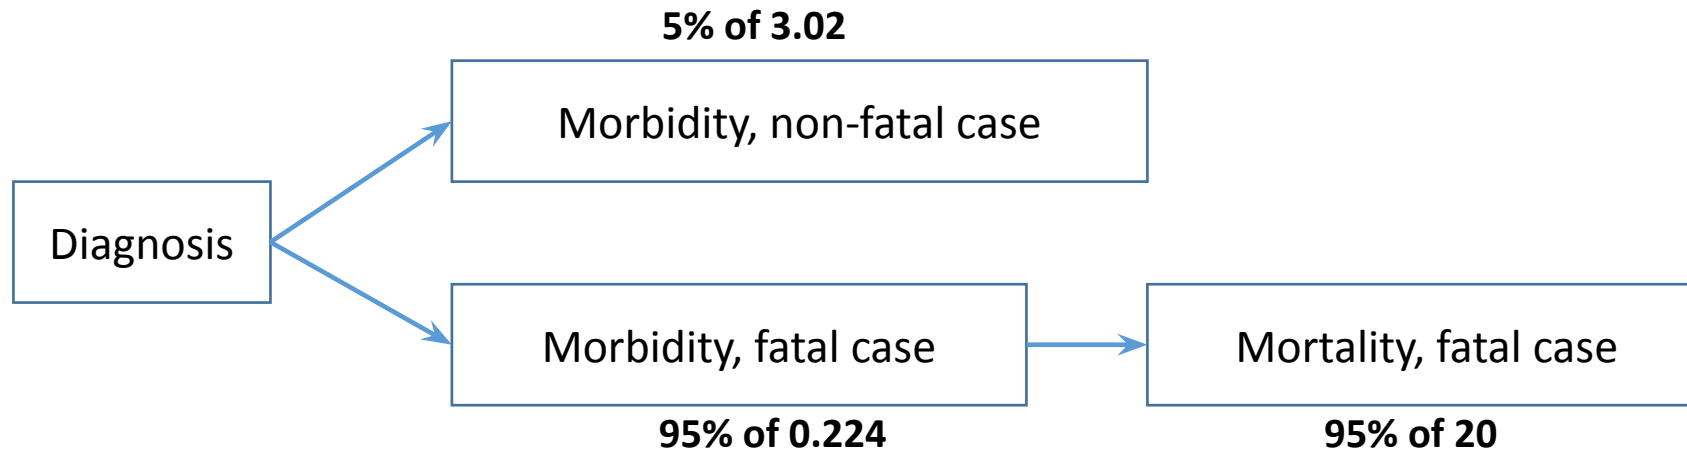 5% of 3.02
Morbidity, non-fatal case
Diagnosis
Morbidity, fatal case
Mortality, fatal case
95% of 0.224
95% of 20